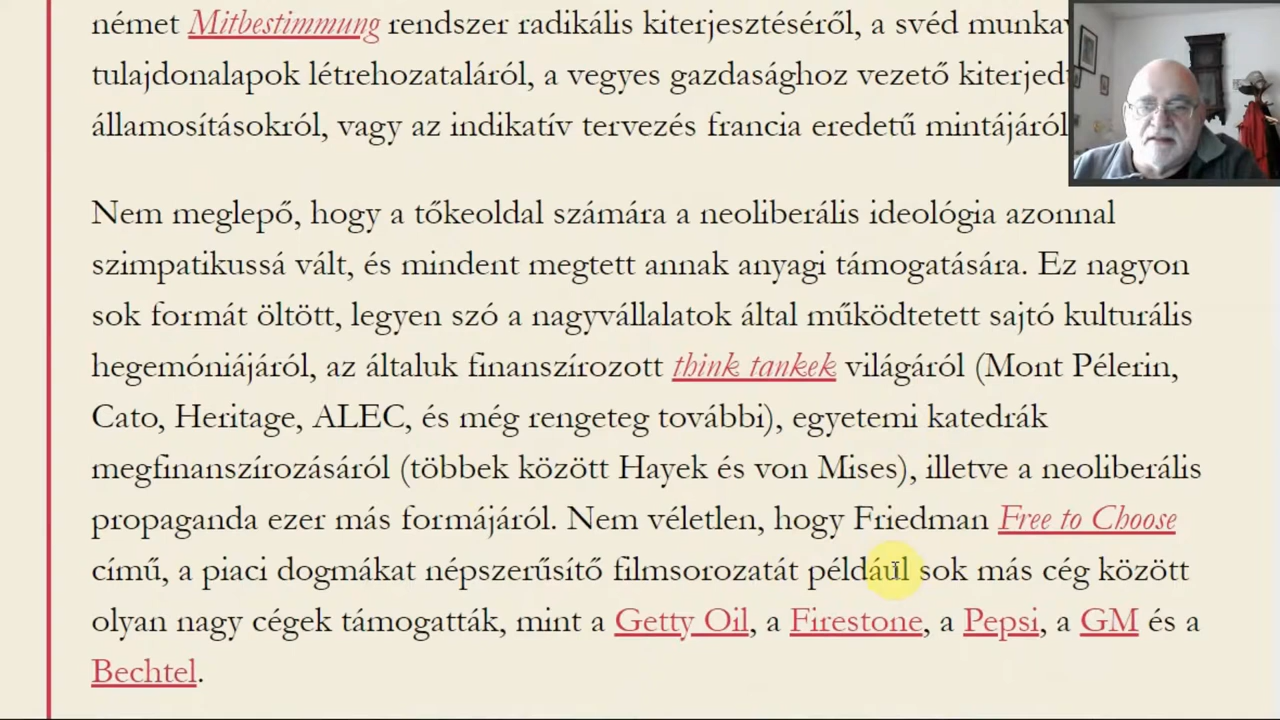 német Mitbestimmung rendszer radikális kiterjesztéséről, a svéd
tulajdonalapok létrehozataláról, a vegyes gazdasághoz vezető
államosításokról, vagy az indikatív tervezés francia eredetű mintájáról
Nem meglepő, hogy a tőkeoldal számára a neoliberális ideológia azonnal
szimpatikussá vált, és mindent megtett annak anyagi támogatására. Ez nagyon
sok formát öltött, legyen szó a nagyvállalatok által működtetett sajtó kulturális
hegemóniájáról, az általuk finanszírozott think tankek világáról (Mont Pélerin,
Cato, Heritage, ALEC, és még rengeteg további), egyetemi katedrák
megfinanszírozásáról (többek között Hayek és von Mises), illetve a neoliberális
propaganda ezer más formájáról. Nem véletlen, hogy Friedman Free to Choose
című, a piaci dogmákat népszerűsítő filmsorozatát például sok más cég között
olyan nagy cégek támogatták, mint a Getty Oil, a Firestone, a Pepsi, a GM és a
Bechtel.